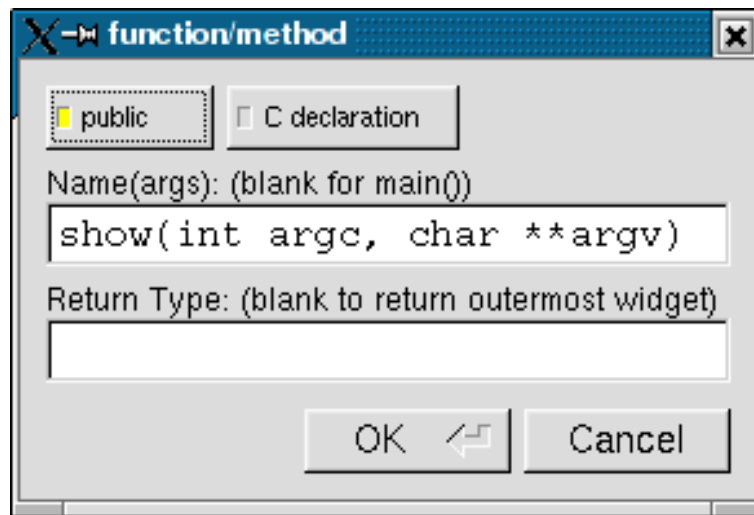 function/method
public
C declaration
Name(args): (blank for main())
show(int argc, char **argv)
Return Type: (blank to return outermost widget)
OK
Cancel